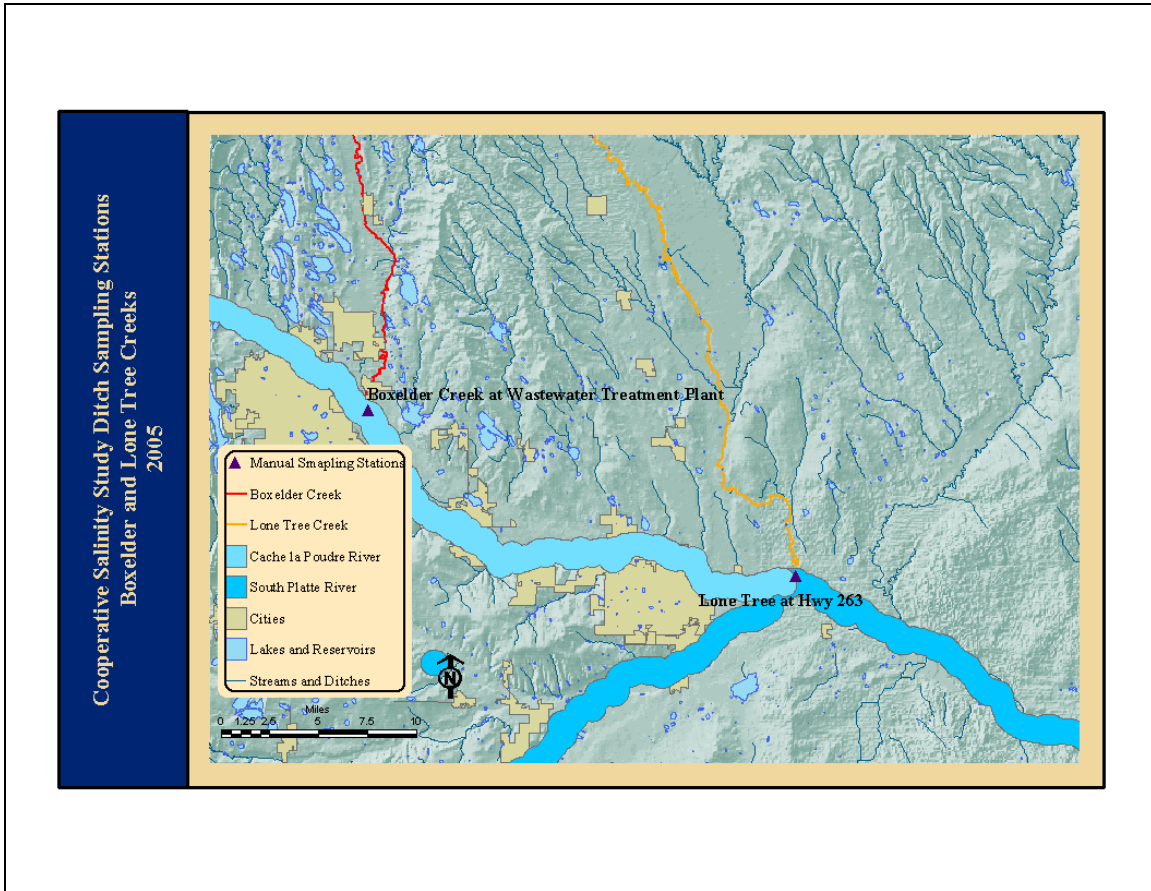 Cooperative Salinity Study Ditch Sampling Stations
Boxelder and Lone Tree Creeks
2005
Boxelder Creek at Wastewater Treatment Plant
Manual Smapling Stations
Boxelder Creek
Lone Tree Creek
Cache la Poudre River
South Platte River
Cities
Lakes and Reservoirs
Streams and Ditches
Lone Tree at Hwy 263
N
Miles
0 1.25 2.5 5 7.5 10